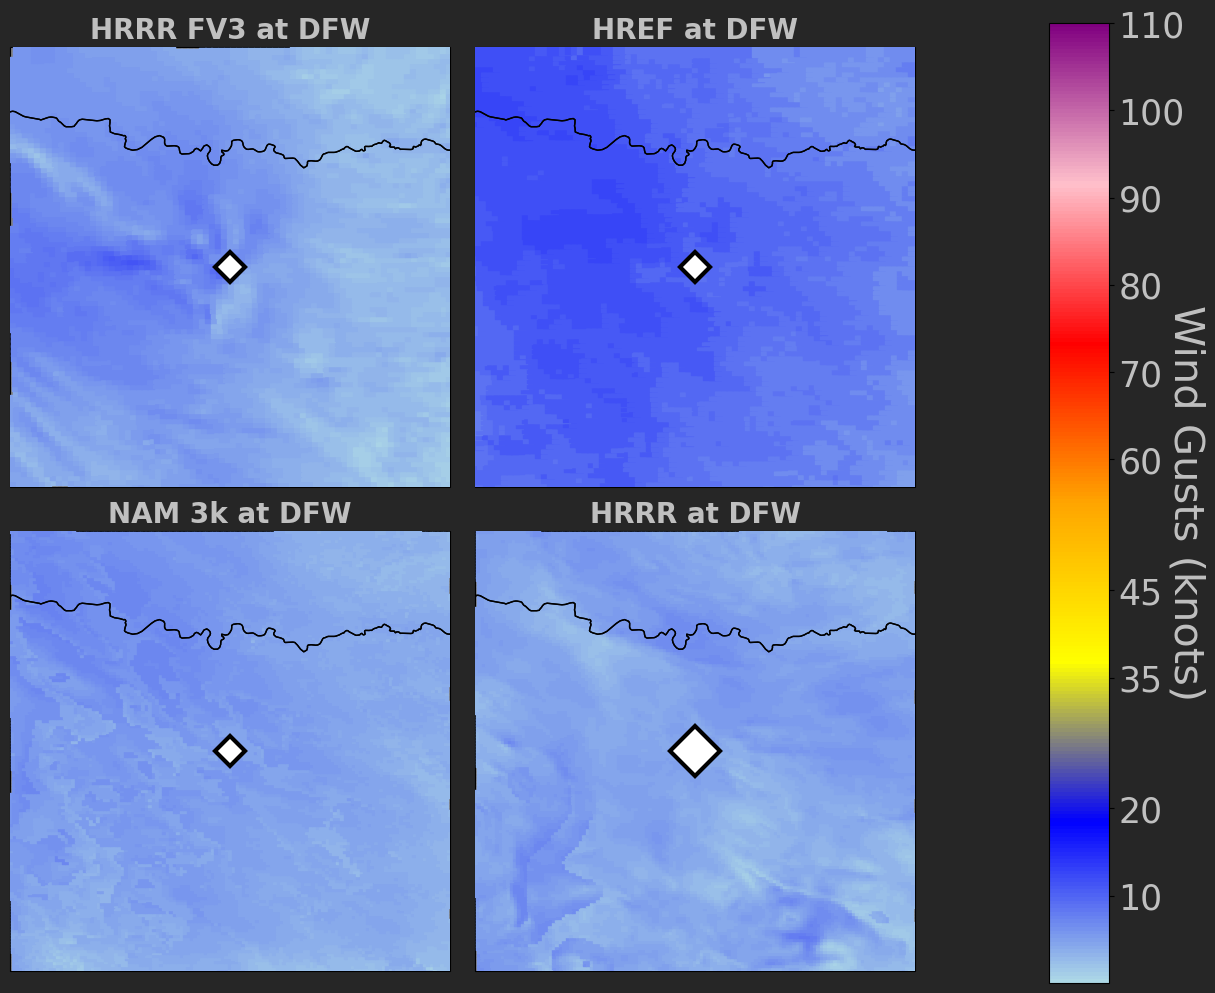 HRRR FV3 at DFW
HREF at DFW
NAM 3k at DFW
HRRR at DFW
110
100
90
80
70
60
45
35
20
10
Wind Gusts (knots)